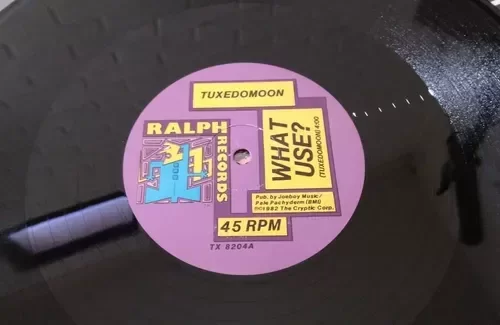 TUXEDOMOON
RALPH
RECORDS
WHAT
USE?
(TUXEDOMOON) 4:00
Pub. by Joeboy Music/
Pale Pachyderm (BMI)
1982 The Cryptic Corp.
45 RPM
TX 8204A